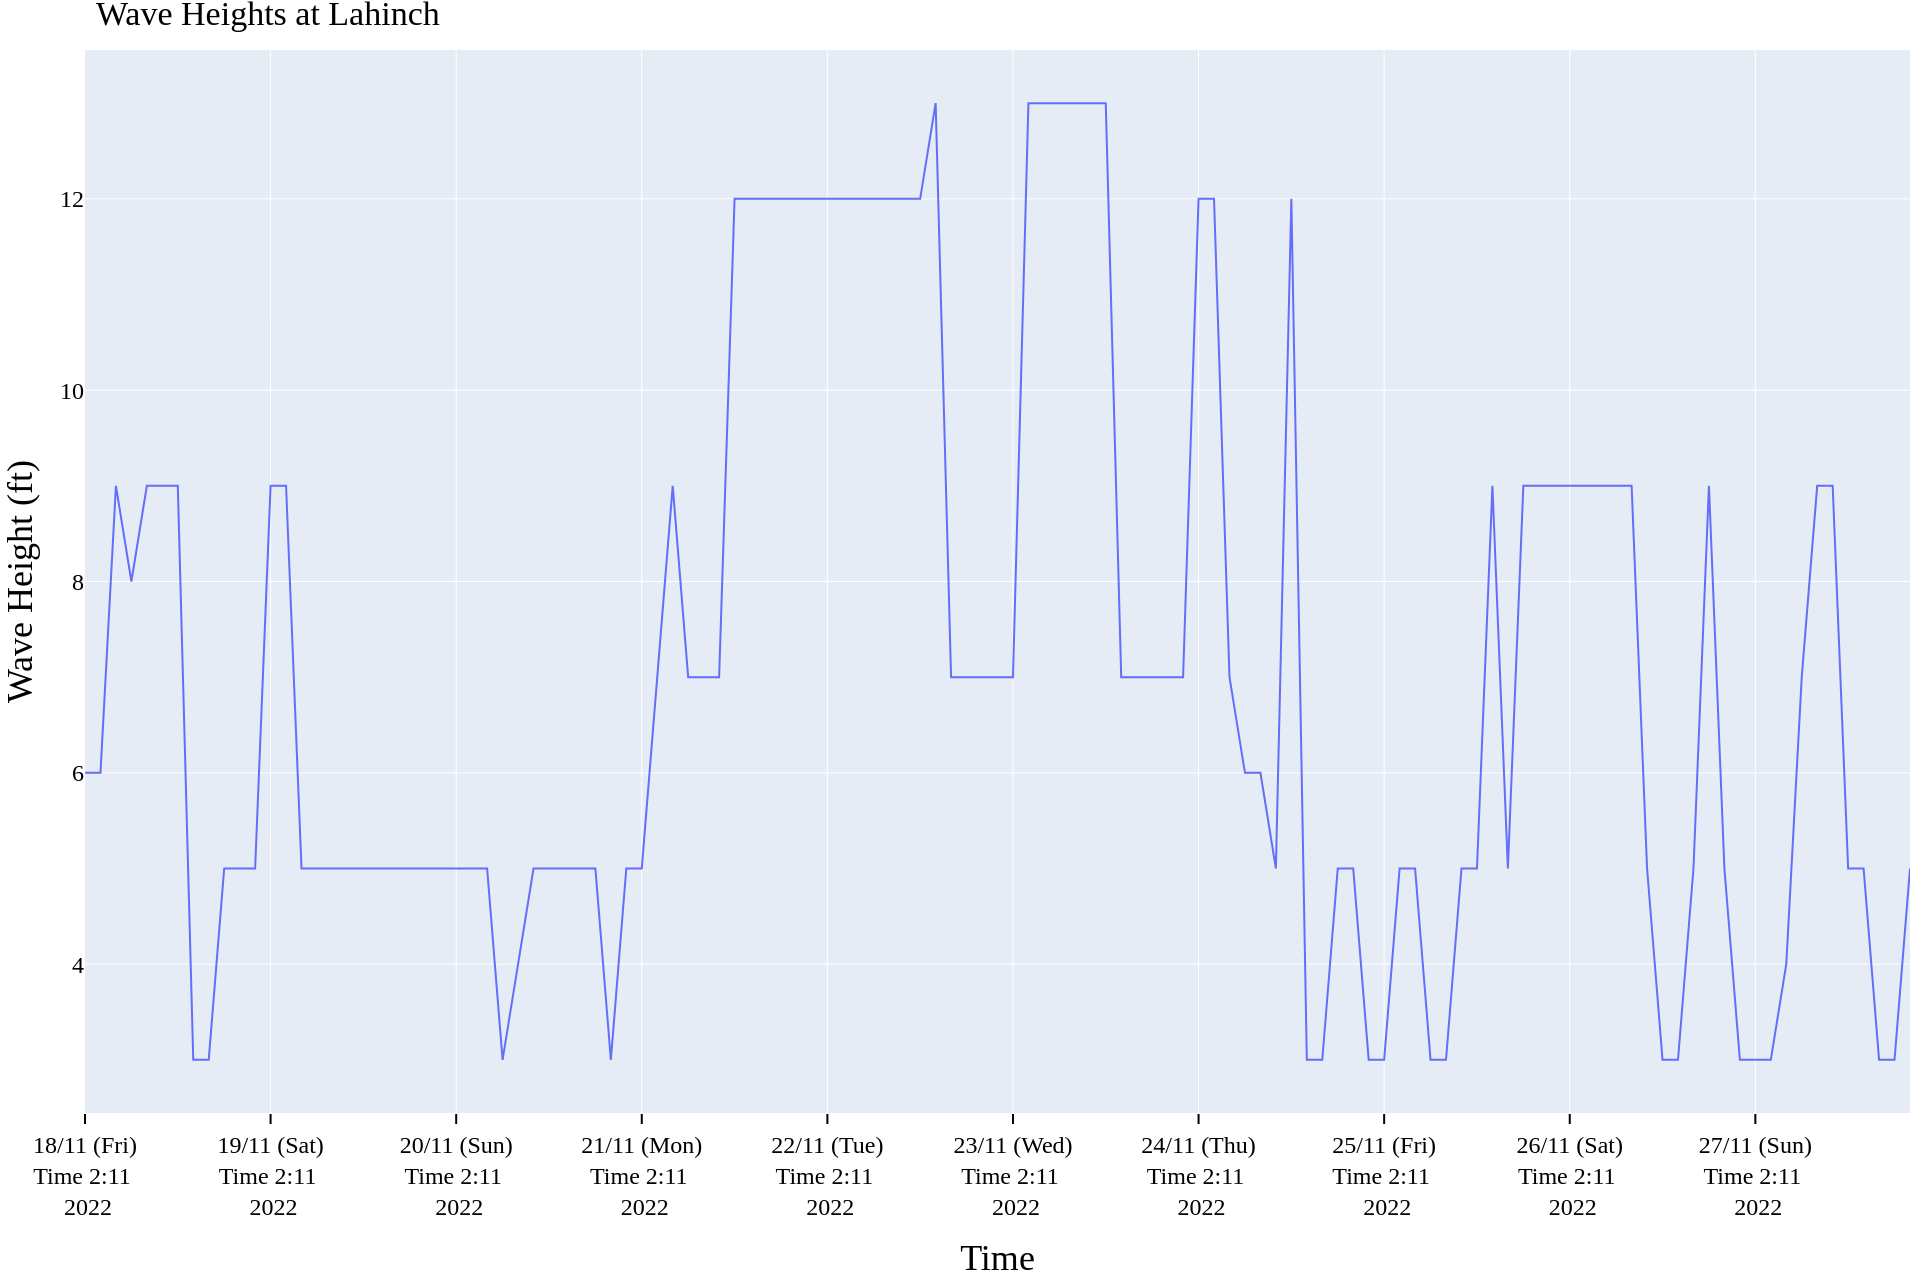 Wave Heights at Lahinch
Wave Height (ft)
12
10
8
6
4
18/11 (Fri)
Time 2:11
2022
19/11 (Sat)
Time 2:11
2022
20/11 (Sun)
Time 2:11
2022
21/11 (Mon)
Time 2:11
2022
22/11 (Tue)
Time 2:11
2022
23/11 (Wed)
Time 2:11
2022
24/11 (Thu)
Time 2:11
2022
25/11 (Fri)
Time 2:11
2022
26/11 (Sat)
Time 2:11
2022
27/11 (Sun)
Time 2:11
2022
Time